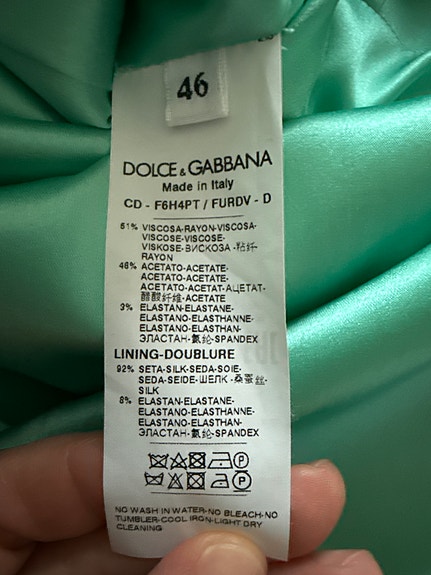 46
DOLCE & GABBANA
Made in Italy
CD - F6H4PT / FURDV - D
51% VISCOSA-RAYON-VISCOSA-
VISCOSE-VISCOSE-
VISKOSE-ВИСКОЗА-粘纤-
RAYON
46% ACETATO-ACETATE-
ACETATO-ACETATE-
ACETATO-ACETAT-АЦЕТАТ-
醋酸纤维-ACETATE
3% ELASTAN-ELASTANE-
ELASTANO-ELASTHANNE-
ELASTANO-ELASTHAN-
ЭЛАСТАН-氨纶-SPANDEX
LINING-DOUBLURE
92% SETA-SILK-SEDA-SOIE-
SEDA-SEIDE-ШЕЛК-桑蚕丝-
SILK
8% ELASTAN-ELASTANE-
ELASTANO-ELASTHANNE-
ELASTANO-ELASTHAN-
ЭЛАСТАН-氨纶-SPANDEX
P
P
NO WASH IN WATER-NO BLEACH-NO
TUMBLER-COOL IRON-LIGHT DRY
CLEANING